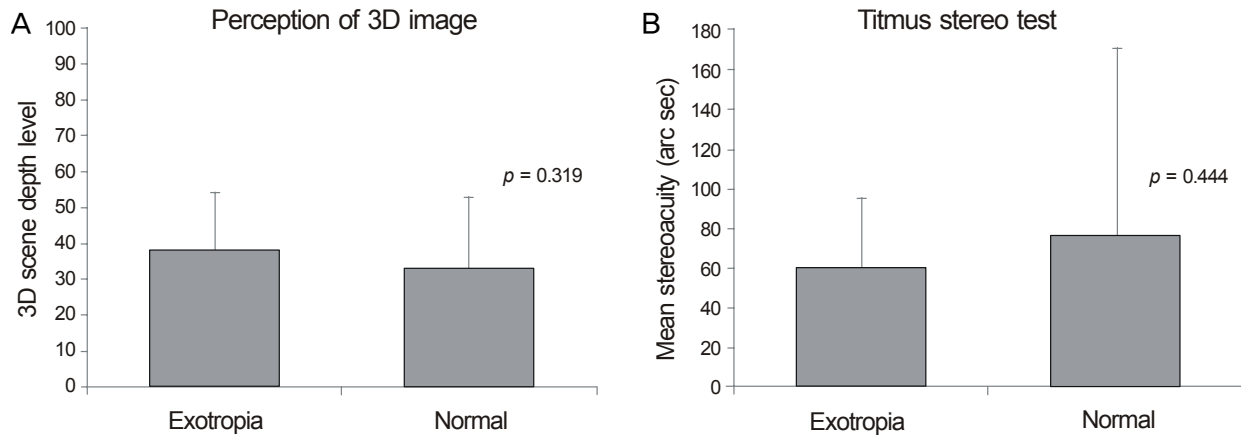 A
Perception of 3D image
3D scene depth level
100
90
80
70
60
50
40
30
20
10
0
p = 0.319
Exotropia
Normal
B
Titmus stereo test
Mean stereoacuity (arc sec)
180
160
140
120
100
80
60
40
20
0
p = 0.444
Exotropia
Normal